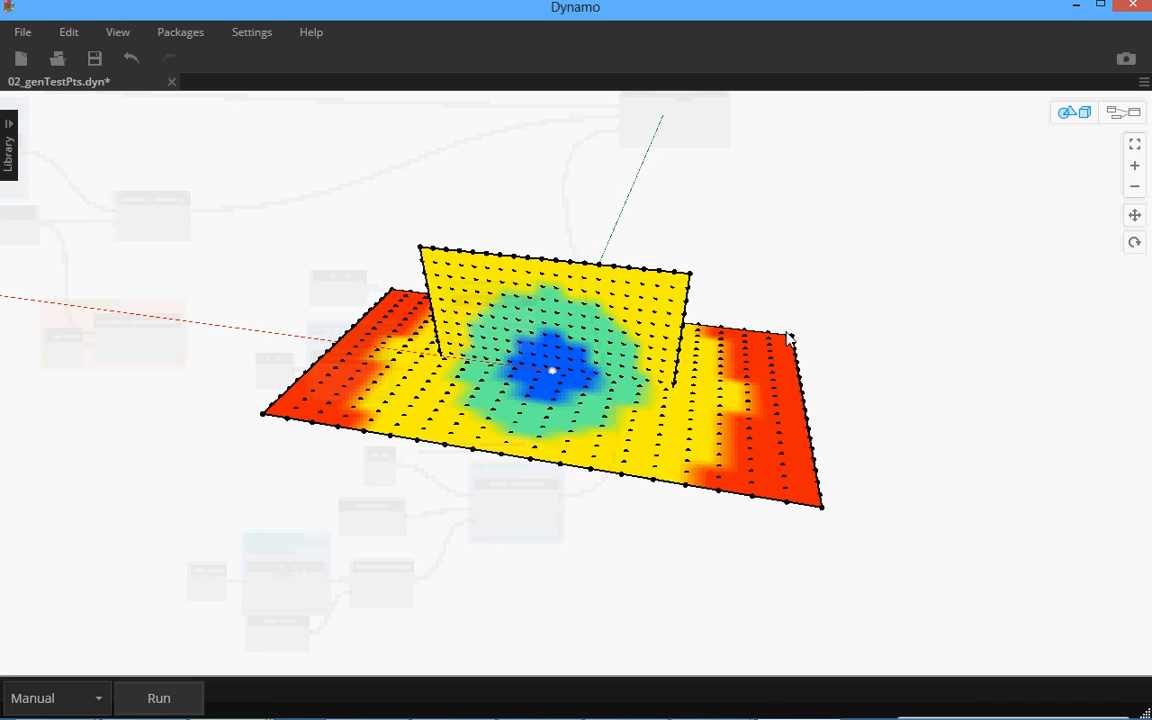 Dynamo
File Edit View Packages Settings Help
02_genTestPts.dyn*
Library
Manual Run